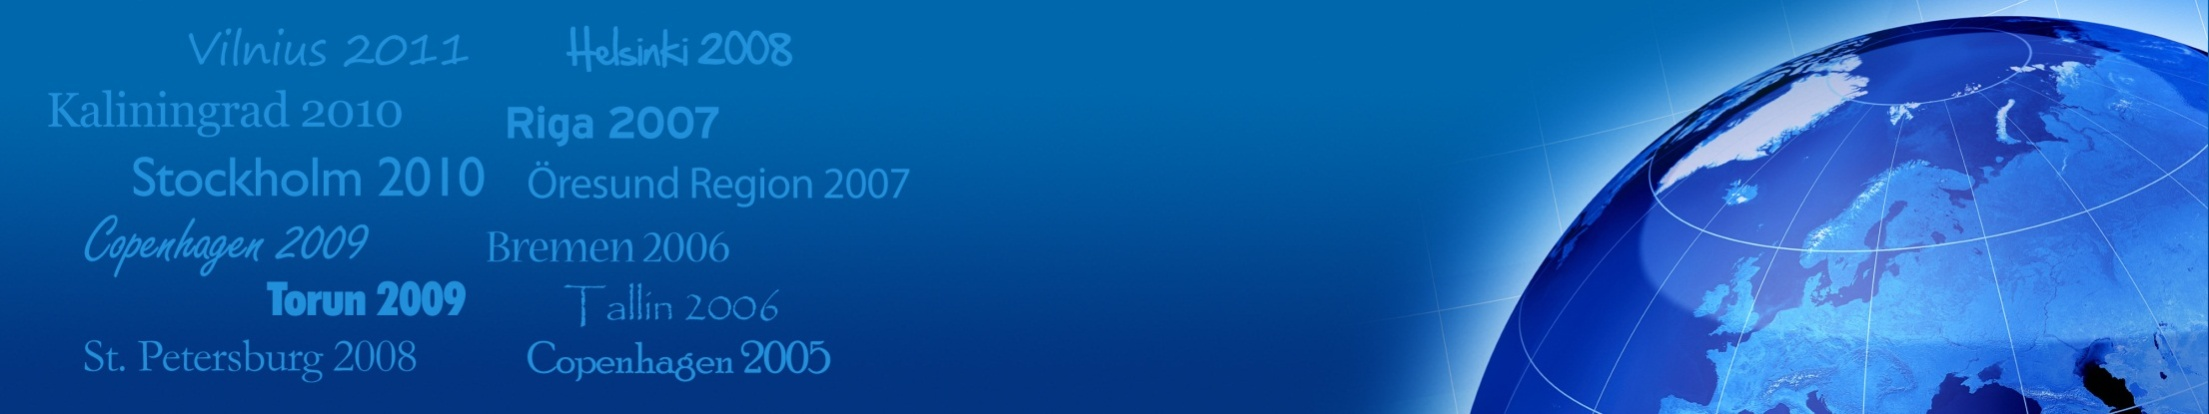 Vilnius 2011
Helsinki 2008
Kaliningrad 2010
Riga 2007
Stockholm 2010
Öresund Region 2007
Copenhagen 2009
Bremen 2006
Torun 2009
Tallin 2006
St. Petersburg 2008
Copenhagen 2005